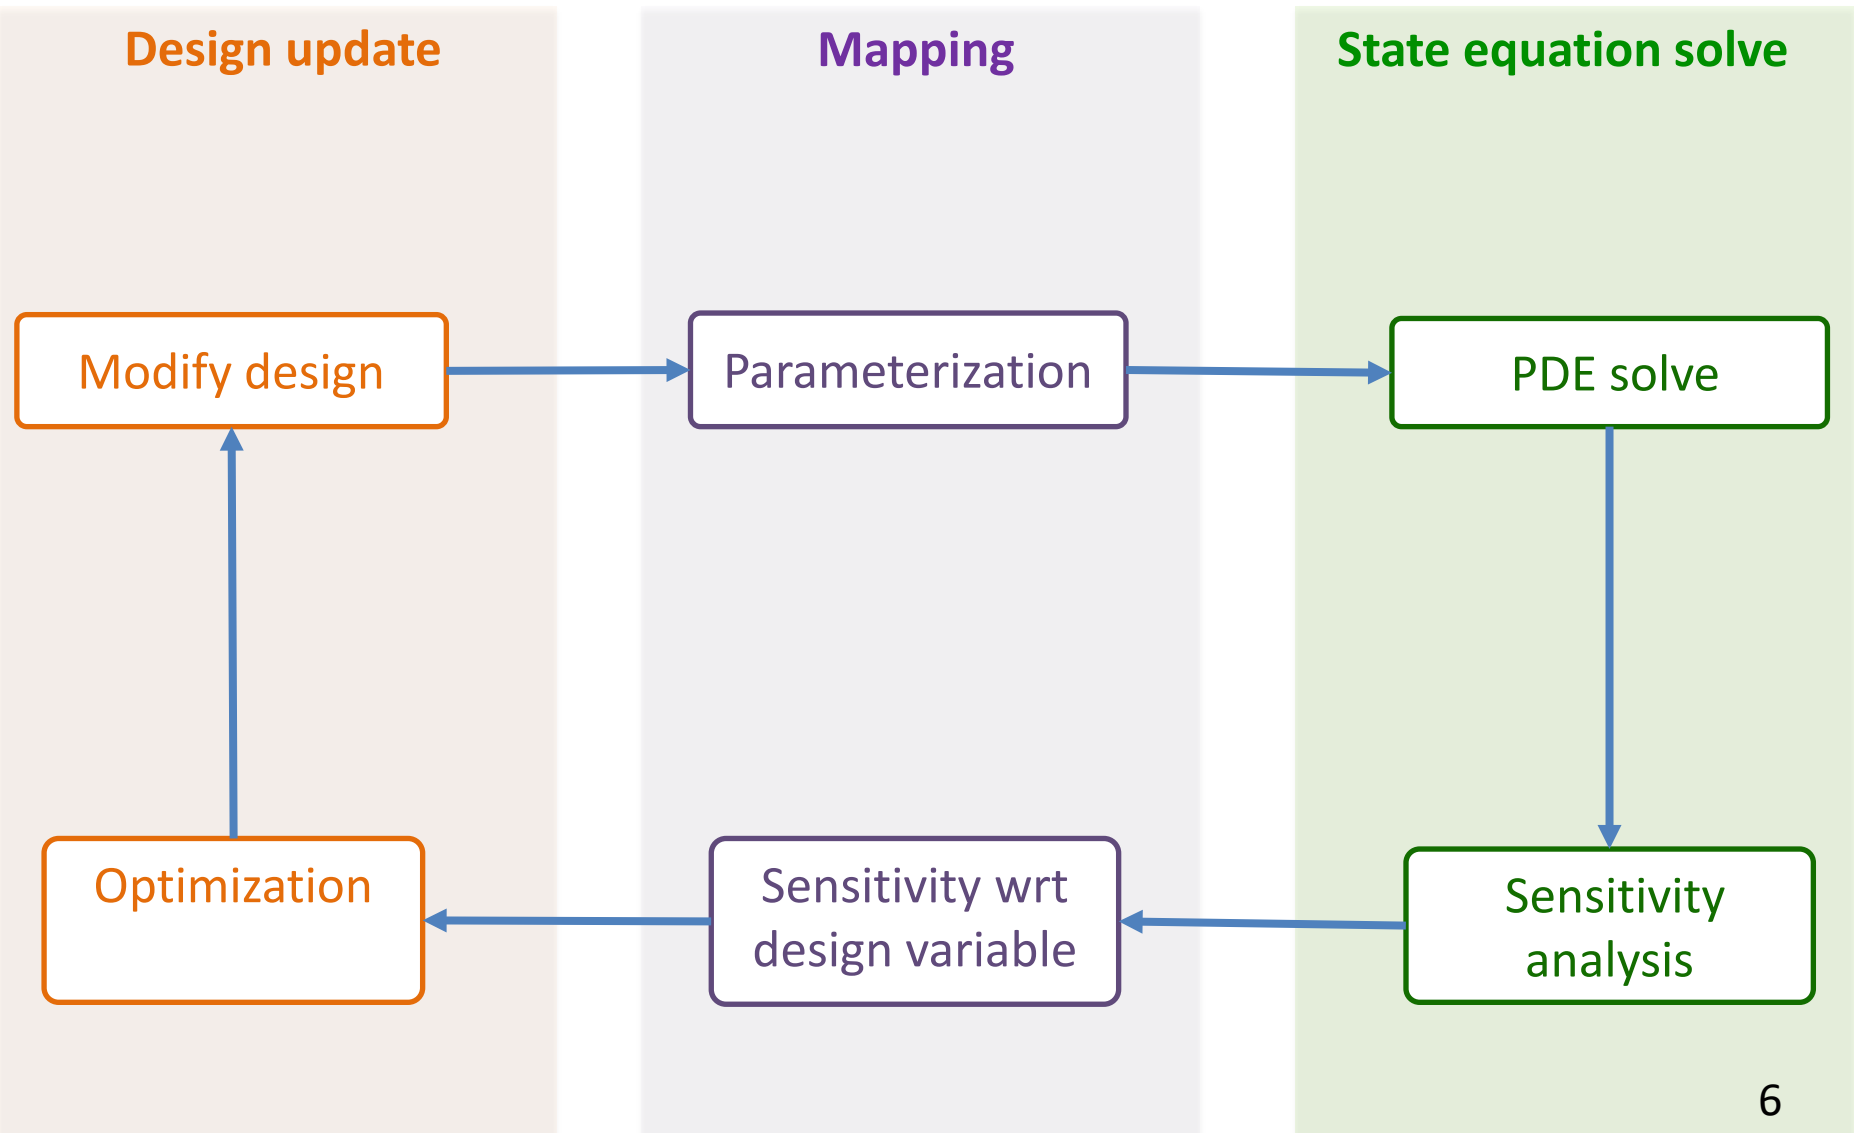 Design update
Mapping
State equation solve
Modify design
Parameterization
PDE solve
Optimization
Sensitivity wrt
design variable
Sensitivity
analysis
6